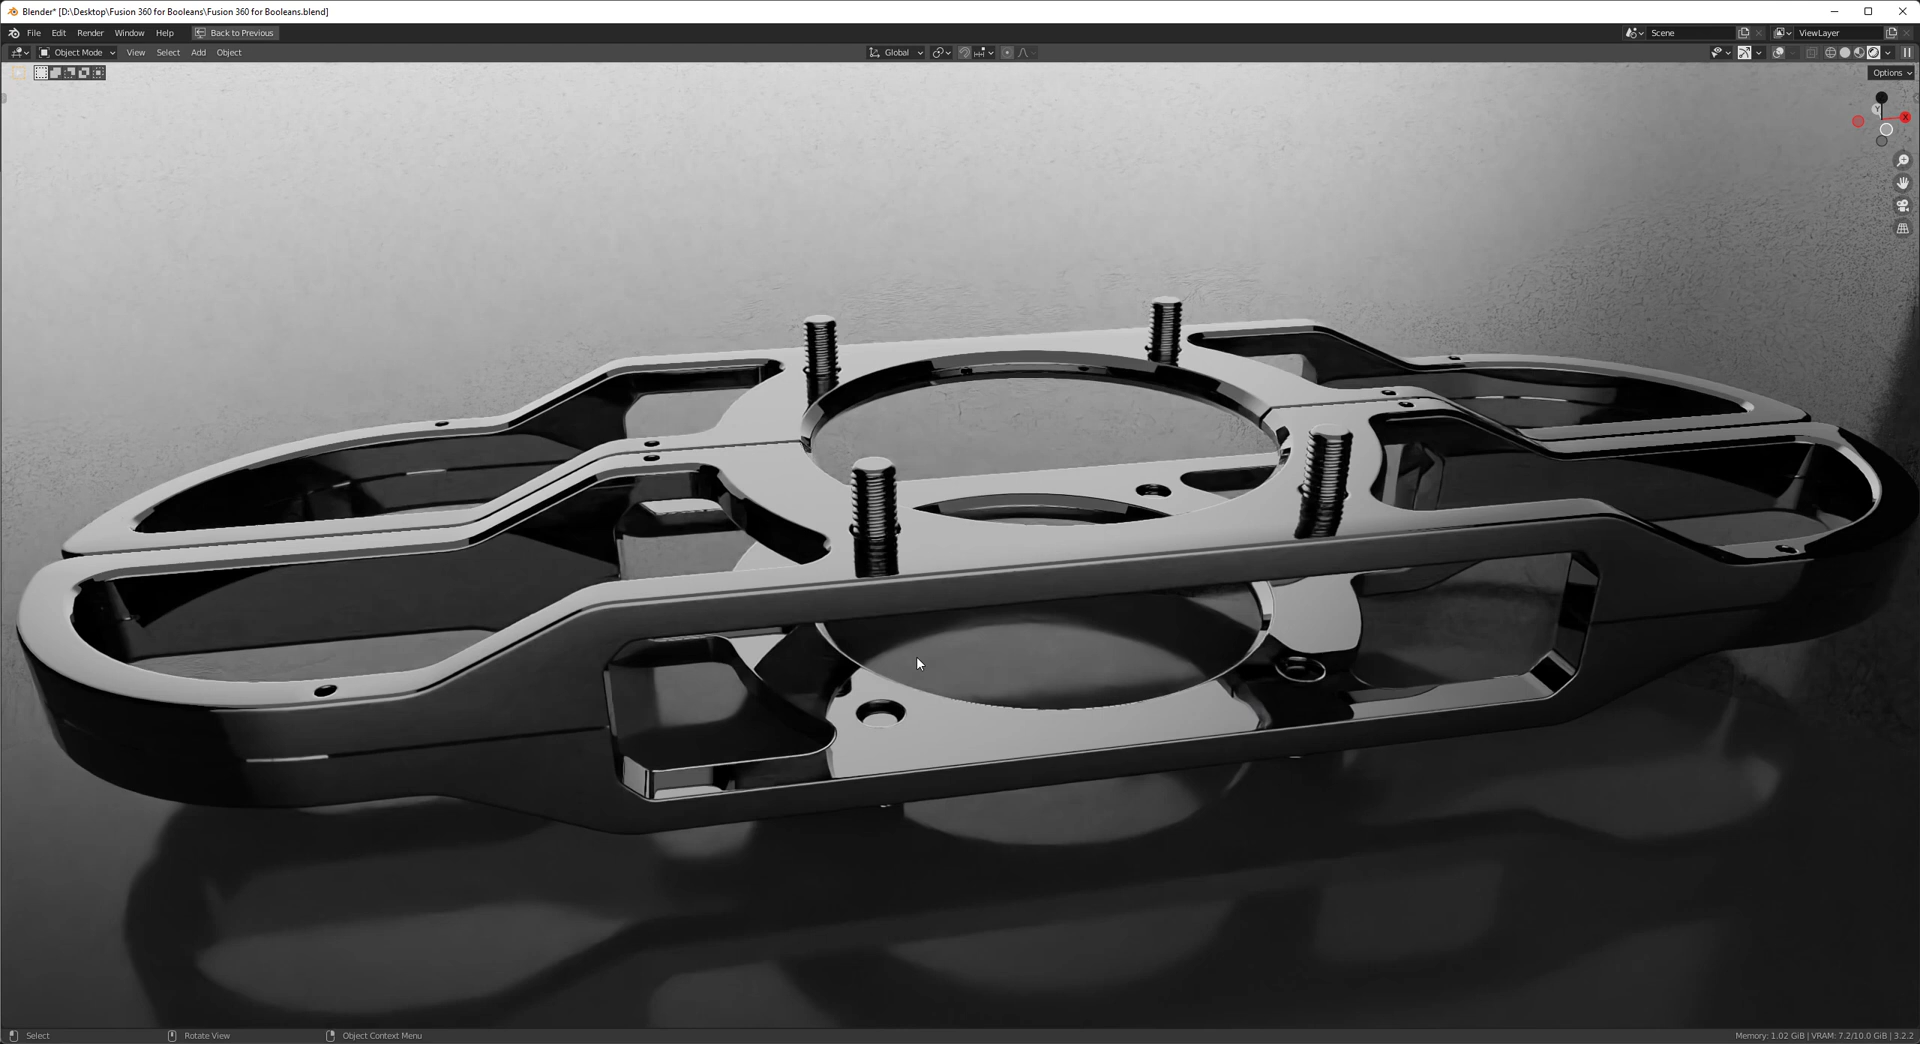 Blender* [D:\Desktop\Fusion 360 for Booleans\Fusion 360 for Booleans.blend]
File Edit Render Window Help Back to Previous Scene ViewLayer
Object Mode View Select Add Object Global
Options
Y
X
Select Rotate View Object Context Menu Memory: 1.02 GiB | VRAM: 7.2/10.0 GiB | 3.2.2